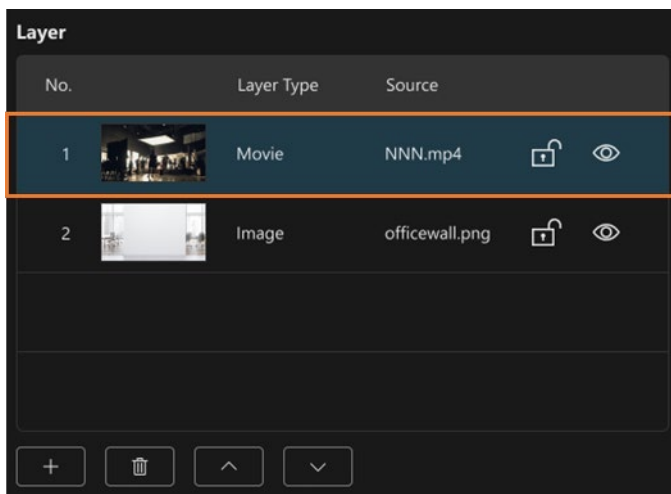 Layer
No. Layer Type Source
1 Movie NNN.mp4
2 Image officewall.png